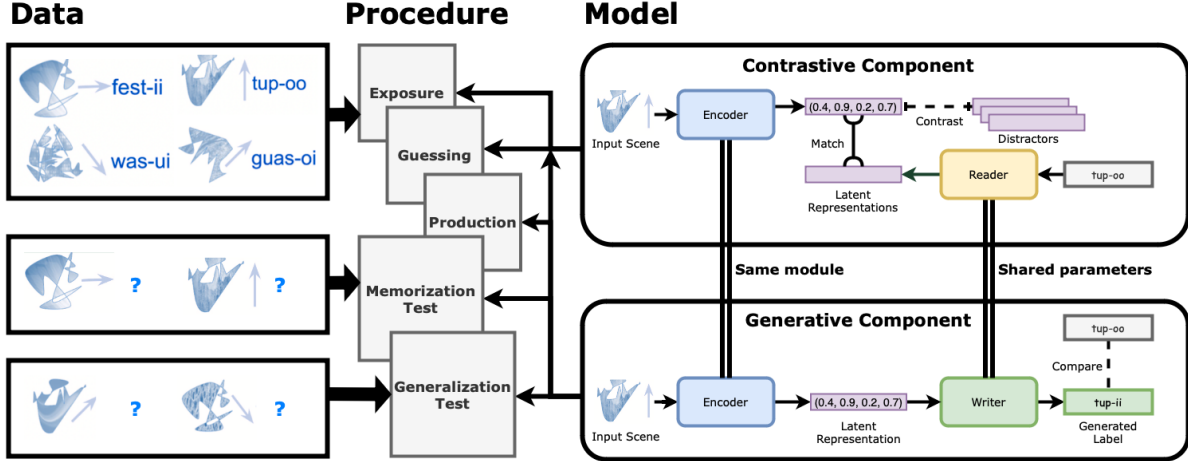 Data
Procedure
Model
fest-ii
tup-oo
was-ui
guas-oi
?
?
?
?
Exposure
Guessing
Production
Memorization
Test
Generalization
Test
Contrastive Component
Input Scene
Encoder
(0.4, 0.9, 0.2, 0.7)
Contrast
Distractors
Match
Latent
Representations
Reader
tup-oo
Same module
Shared parameters
Generative Component
Input Scene
Encoder
(0.4, 0.9, 0.2, 0.7)
Latent
Representation
Writer
tup-oo
Compare
tup-ii
Generated
Label